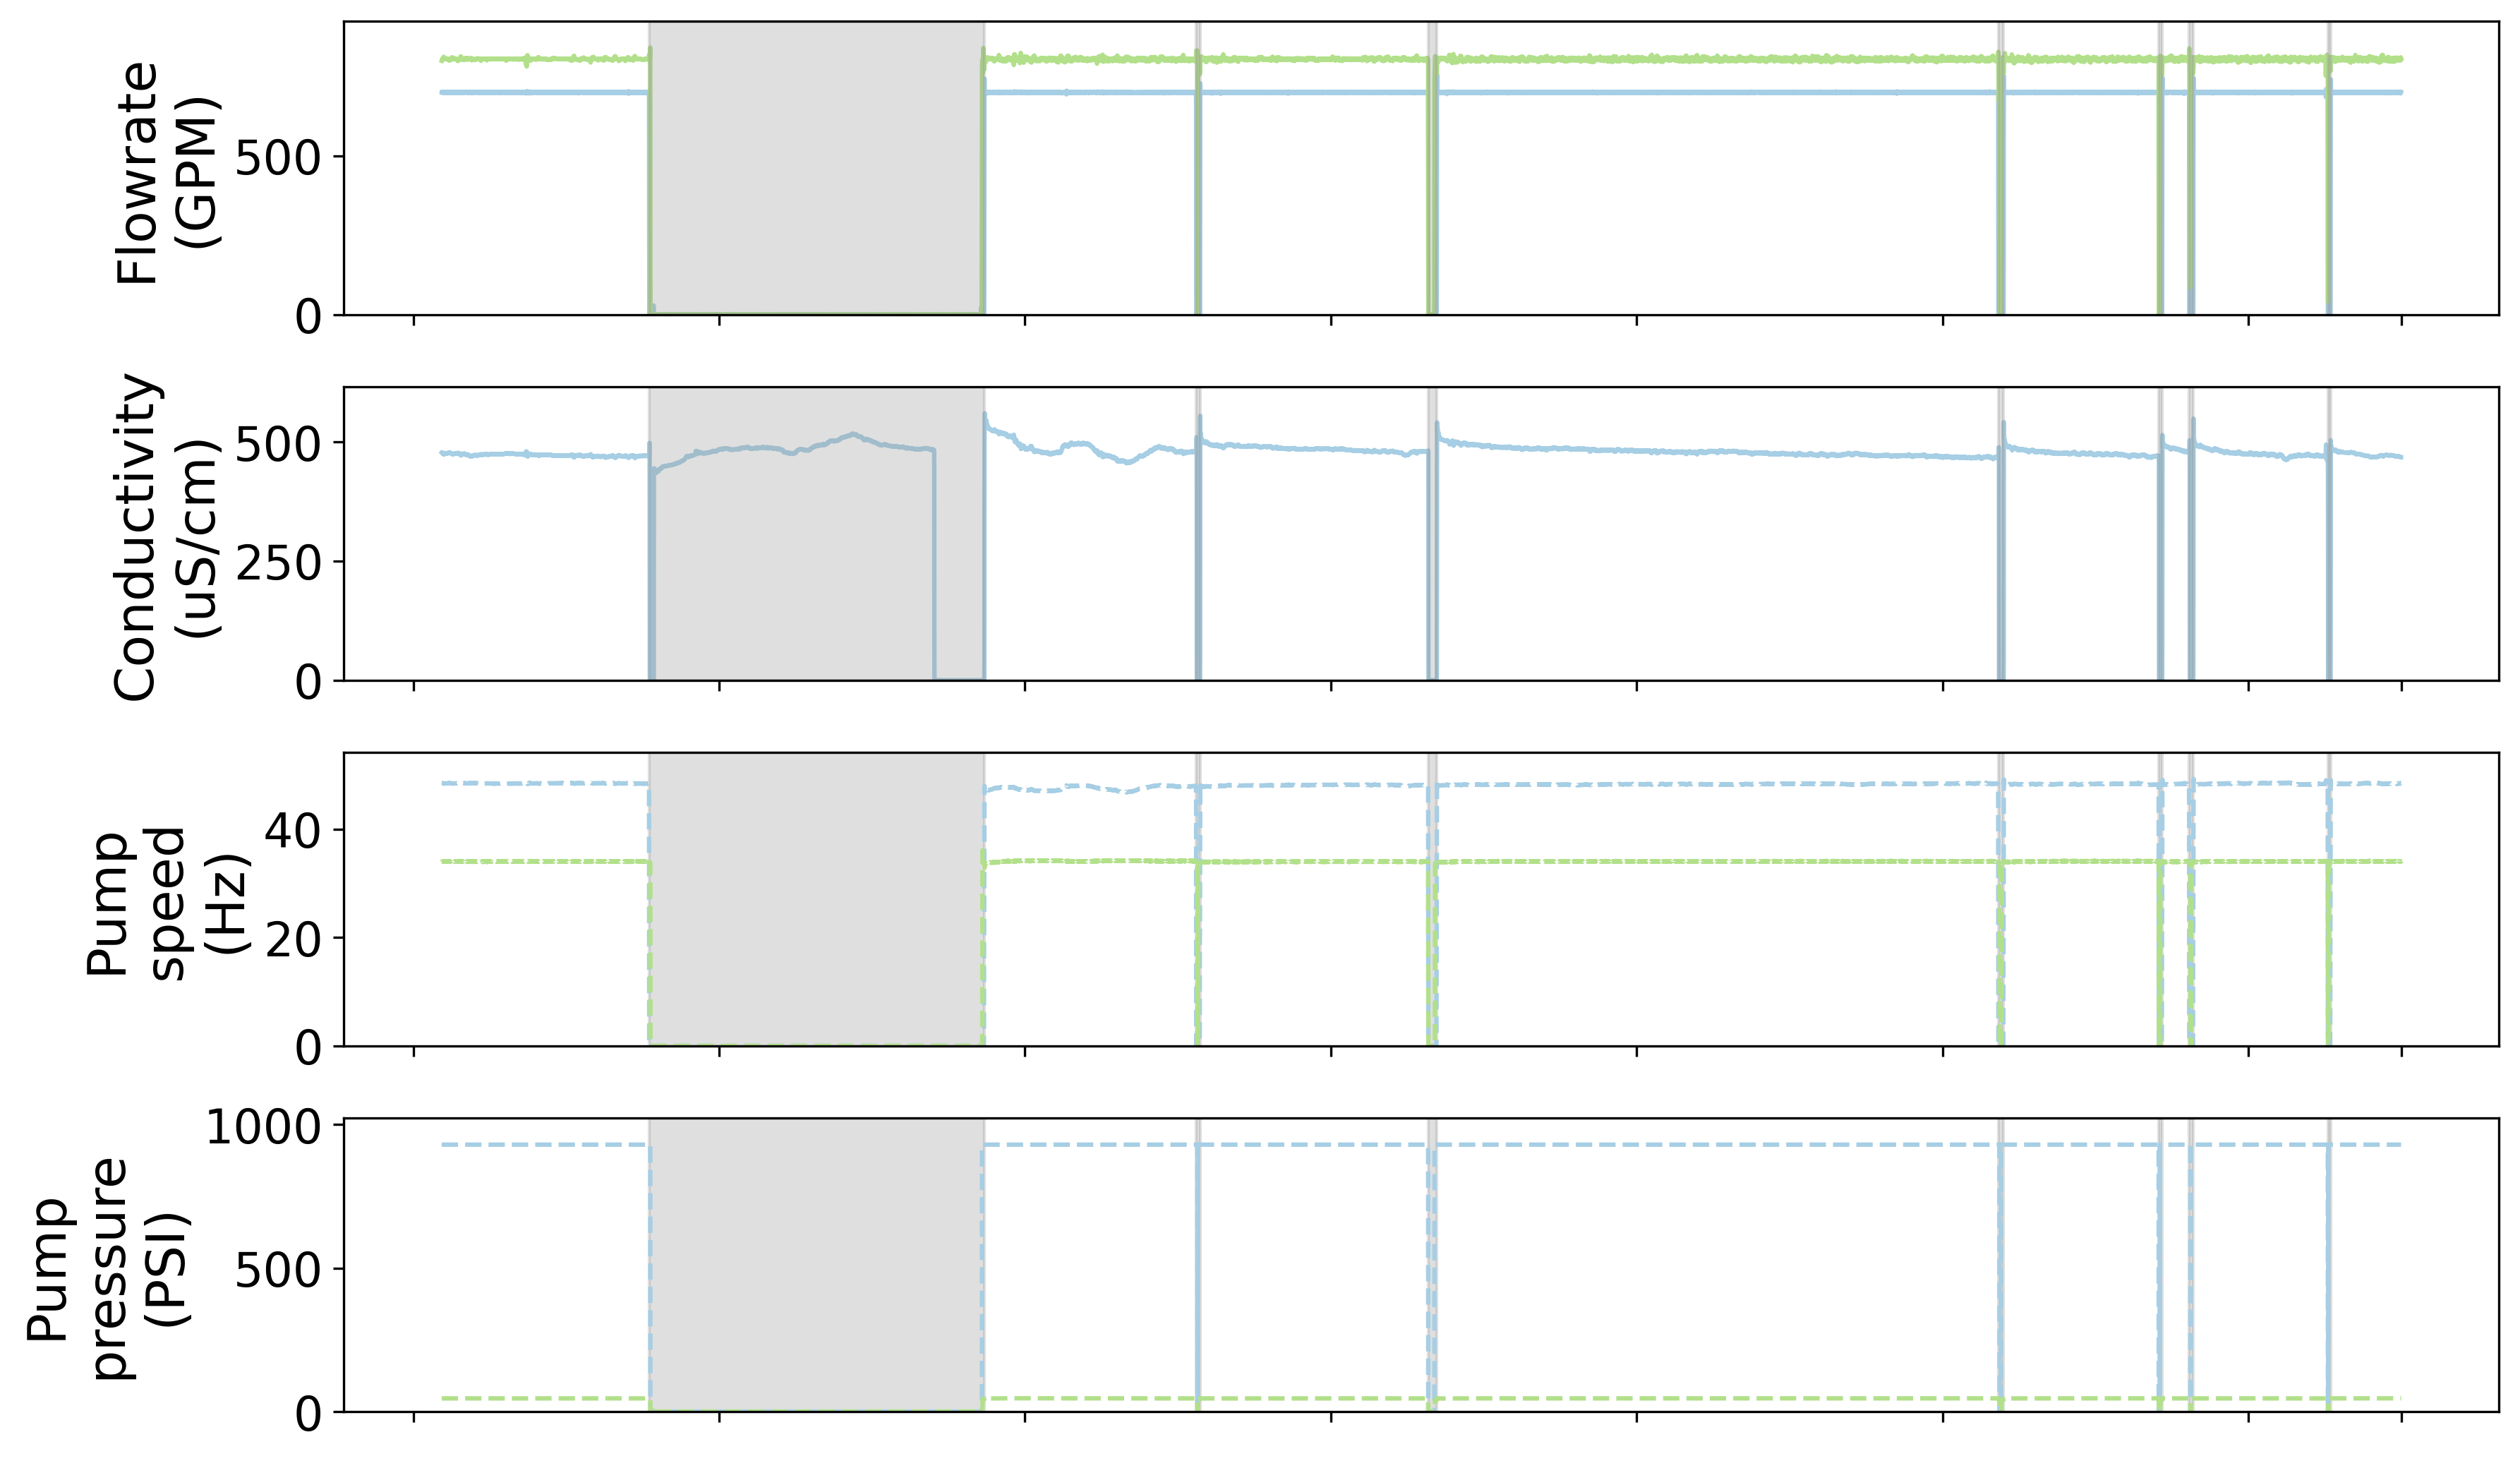 Flowrate
(GPM)
500
0
Conductivity
(uS/cm)
500
250
0
Pump
speed
(Hz)
40
20
0
Pump
pressure
(PSI)
1000
500
0